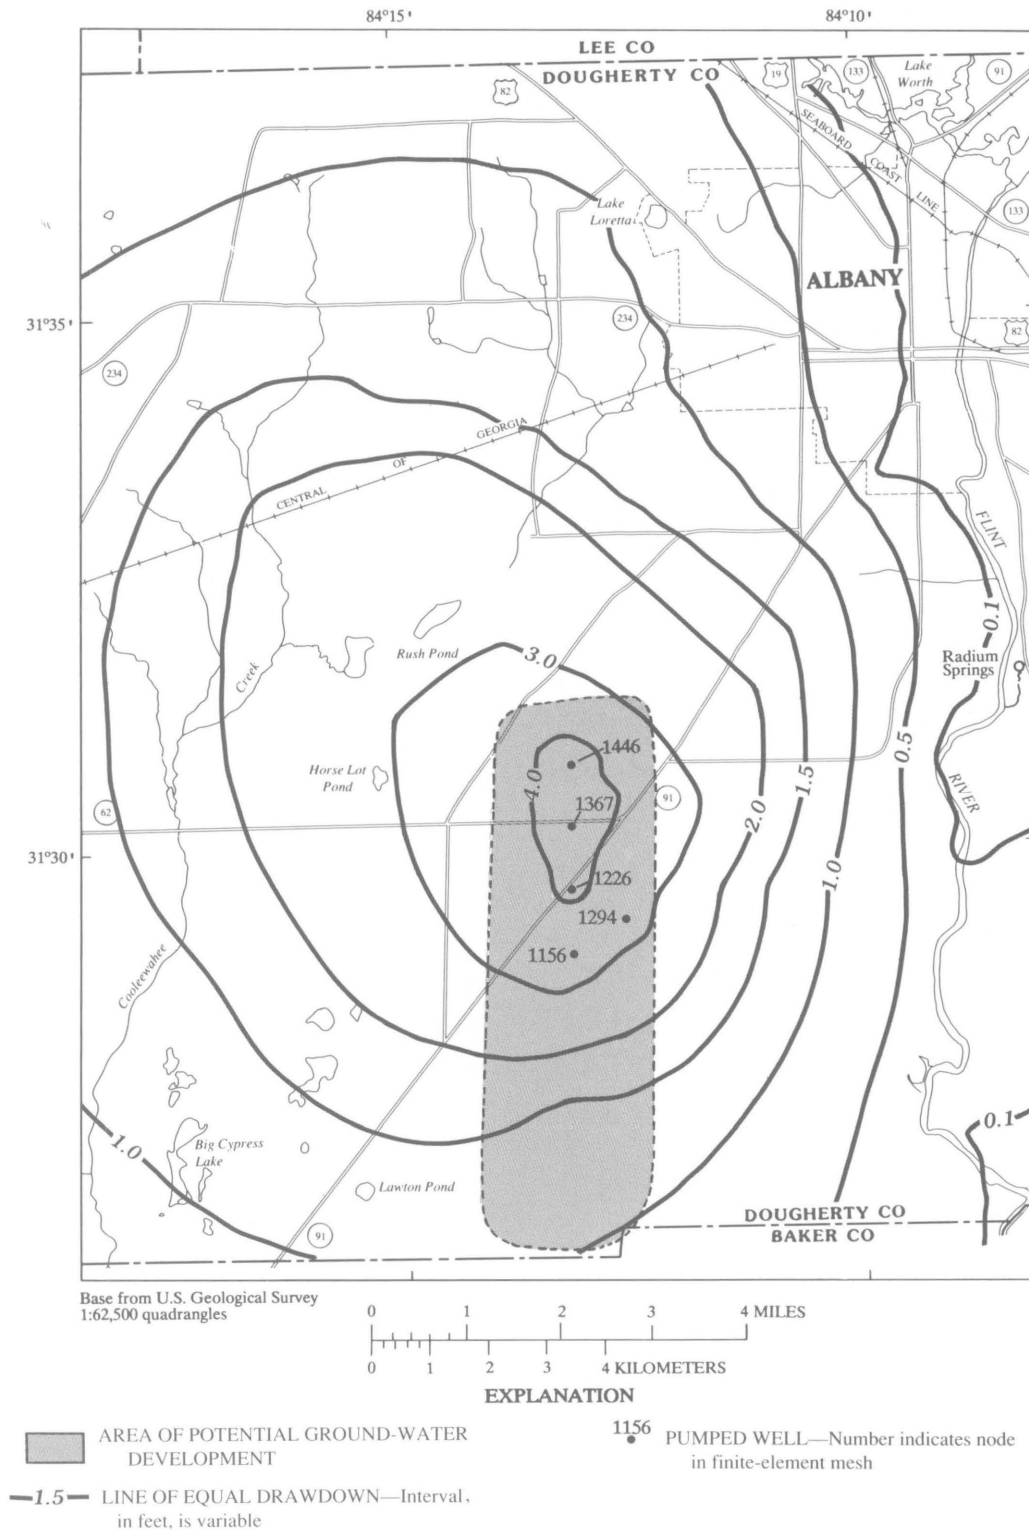 84°15'
84°10'
LEE CO
DOUGHERTY CO
82
19
133
Lake
Worth
91
SEABOARD COAST LINE
133
Lake
Loretta
ALBANY
31°35'
234
82
234
GEORGIA
OF
CENTRAL
FLINT
0.1
Rush Pond
3.0
Radium
Springs
Creek
1446
0.5
Horse Lot
Pond
4.0
1367
91
1.5
RIVER
62
2.0
31°30'
1.0
1226
1294
1156
Cooleewahee
0.1
1.0
Big Cypress
Lake
Lawton Pond
DOUGHERTY CO
BAKER CO
91
Base from U.S. Geological Survey
1:62,500 quadrangles
0 1 2 3 4 MILES
0 1 2 3 4 KILOMETERS
EXPLANATION
AREA OF POTENTIAL GROUND-WATER
DEVELOPMENT
1156
PUMPED WELL—Number indicates node
in finite-element mesh
1.5
LINE OF EQUAL DRAWDOWN—Interval,
in feet, is variable